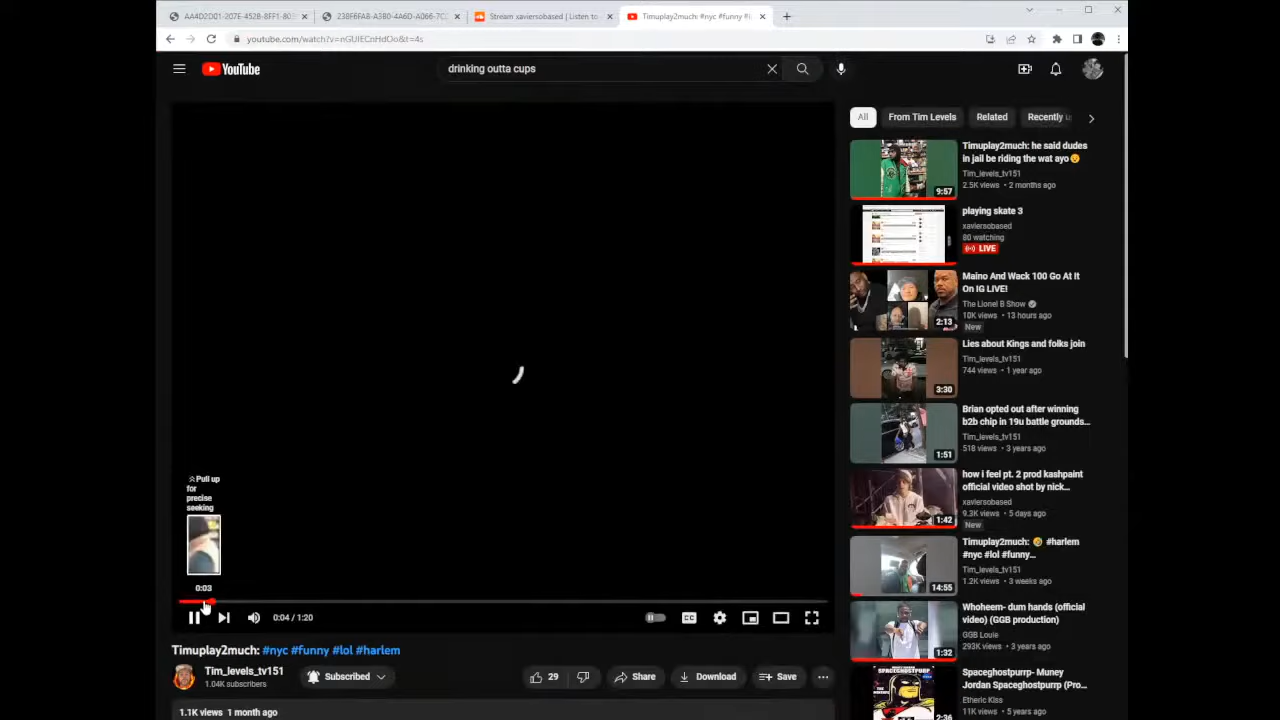 Stream xaviersobased | Listen to
Timuplay2much: #nyc #funny #l
youtube.com/watch?v=nGUIECnHdOo&t=4s
YouTube
drinking outta cups
All
From Tim Levels
Related
Recently u
Timuplay2much: he said dudes
in jail be riding the wat ayo😮
Tim_levels_tv151
2.5K views • 2 months ago
9:57
playing skate 3
xaviersobased
80 watching
LIVE
Maino And Wack 100 Go At It
On IG LIVE!
The Lionel B Show
10K views • 13 hours ago
New
2:13
Lies about Kings and folks join
Tim_levels_tv151
744 views • 1 year ago
3:30
Brian opted out after winning
b2b chip in 19u battle grounds...
Tim_levels_tv151
518 views • 3 years ago
1:51
how i feel pt. 2 prod kashpaint
official video shot by nick...
xaviersobased
9.3K views • 5 days ago
New
1:42
Timuplay2much: 🤣 #harlem
#nyc #lol #funny...
Tim_levels_tv151
1.2K views • 3 weeks ago
14:55
Whoheem- dum hands (official
video) (GGB production)
GGB Louie
293K views • 3 years ago
1:32
Spaceghostpurrp - Muney
Jordan Spaceghostpurrp (Pro...
Etheric Kiss
11K views • 5 years ago
2:36
SPACEGHOSTPURRP
Pull up
for
precise
seeking
0:03
0:04 / 1:20
CC
Timuplay2much: #nyc #funny #lol #harlem
Tim_levels_tv151
1.04K subscribers
Subscribed
29
Share
Download
Save
1.1K views 1 month ago